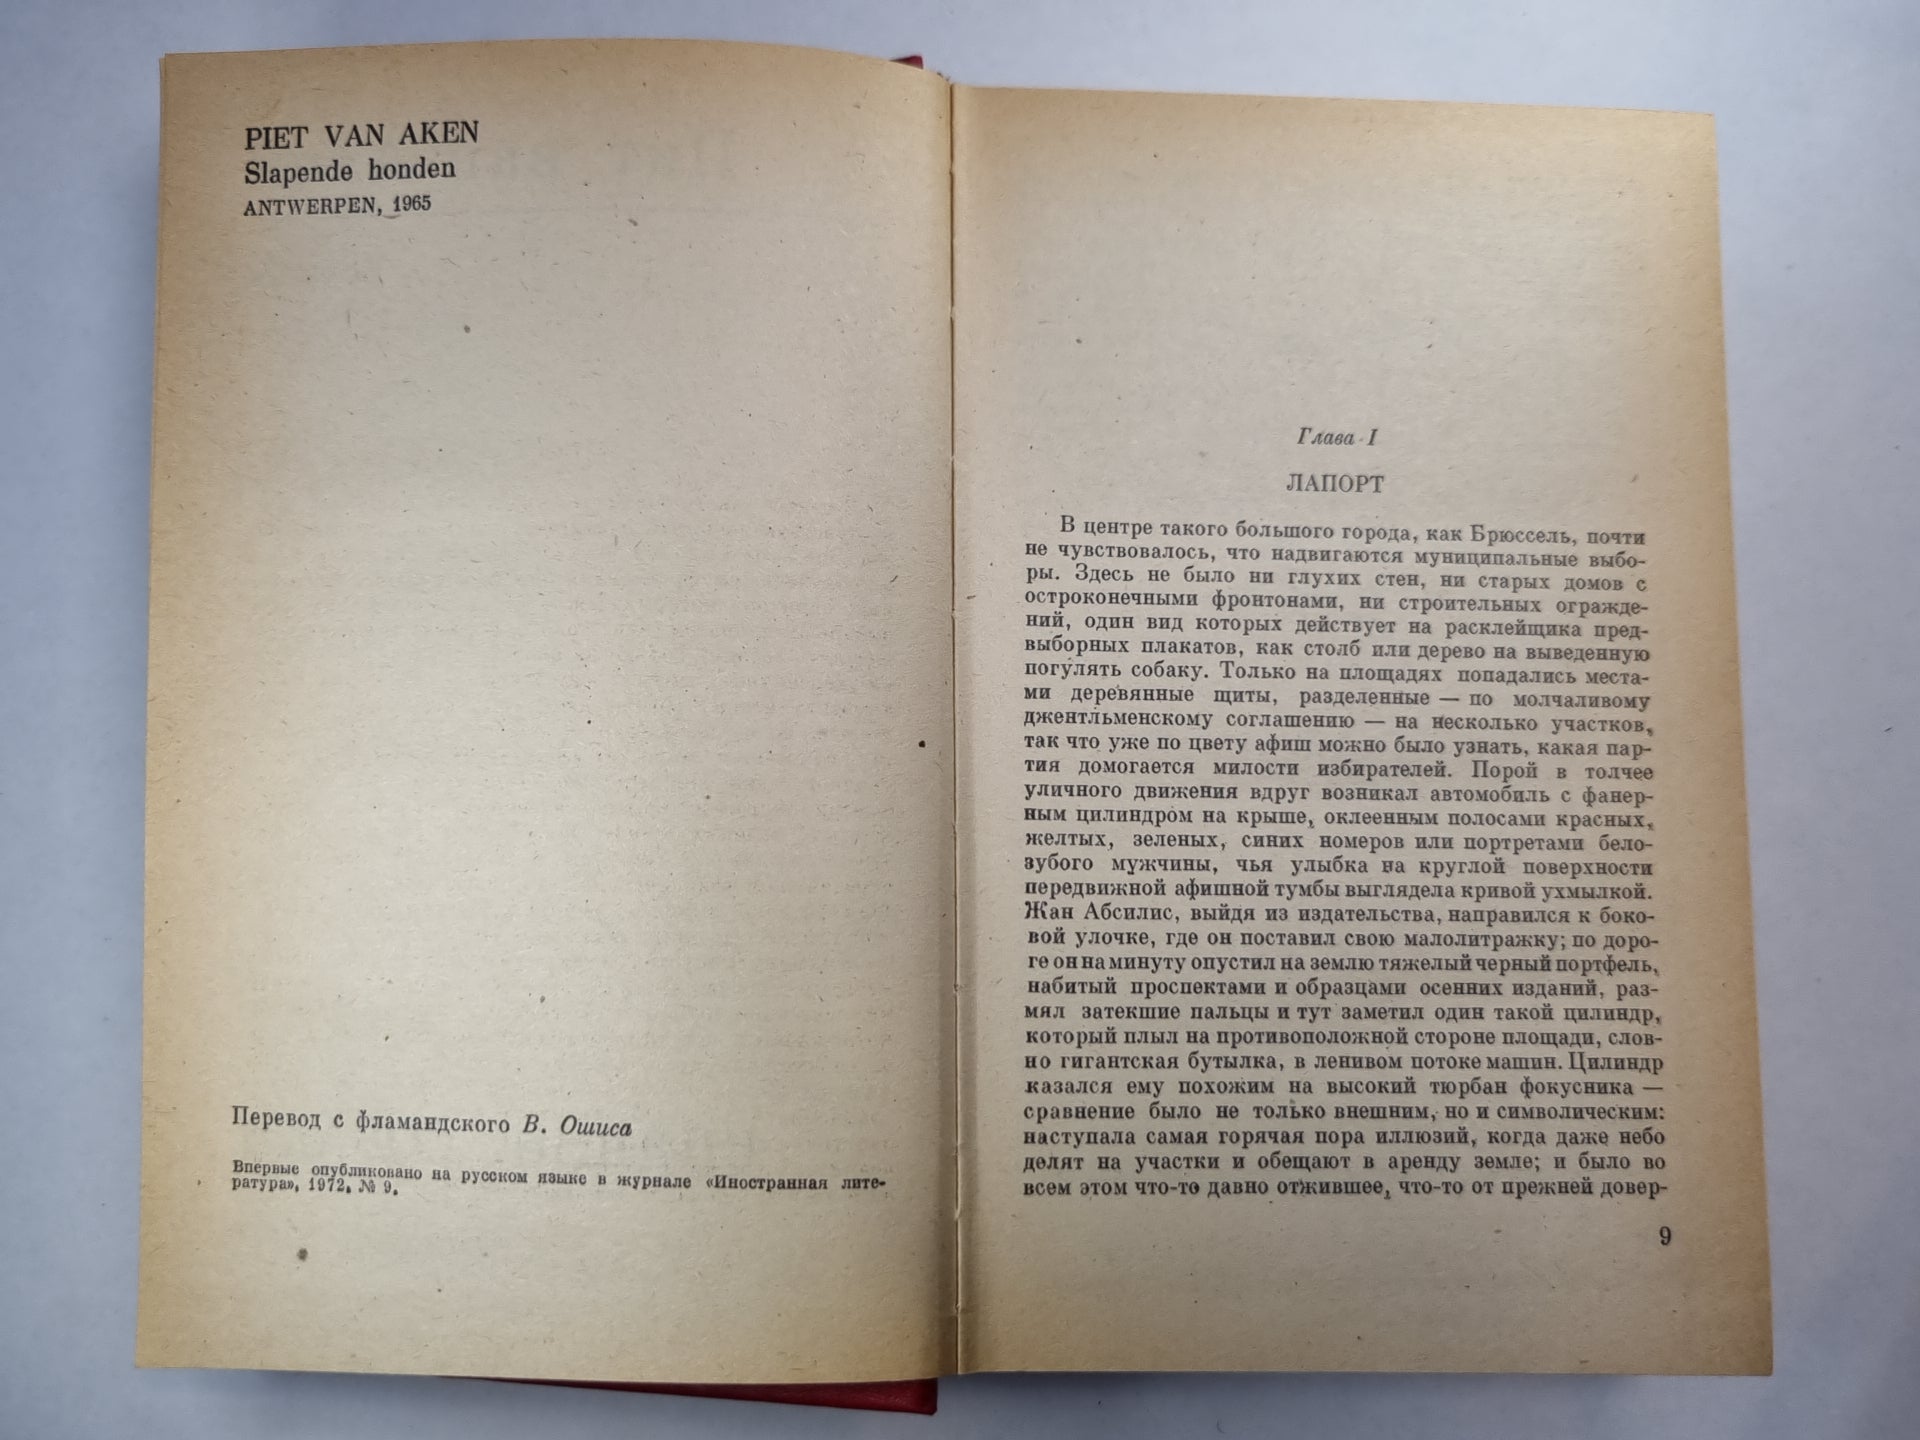 PIET VAN AKEN
Slapende honden
ANTWERPEN, 1965
Перевод с фламандского В. Ошиса
Впервые опубликовано на русском языке в журнале «Иностранная лите-
ратура», 1972, № 9.
Глава I
ЛАПОРТ
В центре такого большого города, как Брюссель, почти
не чувствовалось, что надвигаются муниципальные выбо-
ры. Здесь не было ни глухих стен, ни старых домов с
остроконечными фронтонами, ни строительных огражде-
ний, один вид которых действует на расклейщика пред-
выборных плакатов, как столб или дерево на выведенную
погулять собаку. Только на площадях попадались места-
ми деревянные щиты, разделенные — по молчаливому
джентльменскому соглашению — на несколько участков,
так что уже по цвету афиш можно было узнать, какая пар-
тия домогается милости избирателей. Порой в толчее
уличного движения вдруг возникал автомобиль с фанер-
ным цилиндром на крыше, оклеенным полосами красных,
желтых, зеленых, синих номеров или портретами бело-
зубого мужчины, чья улыбка на круглой поверхности
передвижной афишной тумбы выглядела кривой ухмылкой.
Жан Абсилис, выйдя из издательства, направился к боко-
вой улочке, где он поставил свою малолитражку; по доро-
ге он на минуту опустил на землю тяжелый черный портфель,
набитый проспектами и образцами осенних изданий, раз-
мял затекшие пальцы и тут заметил один такой цилиндр,
который плыл на противоположной стороне площади, слов-
но гигантская бутылка, в ленивом потоке машин. Цилиндр
казался ему похожим на высокий тюрбан фокусника —
сравнение было не только внешним, но и символическим:
наступала самая горячая пора иллюзий, когда даже небо
делят на участки и обещают в аренду земле; и было во
всем этом что-то давно отжившее, что-то от прежней довер-
9